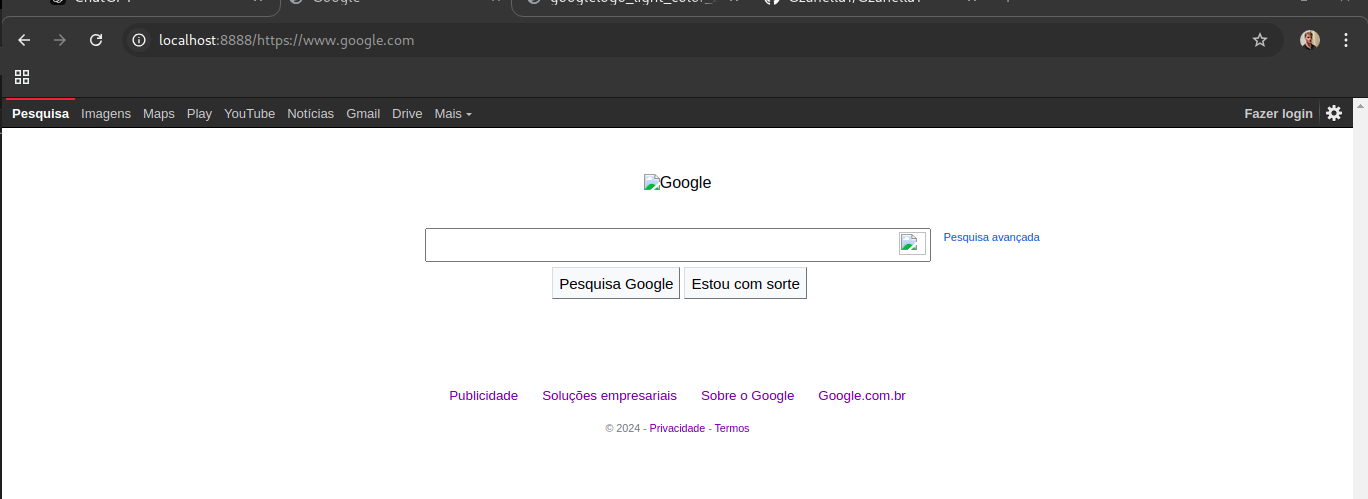 Google
localhost:8888/https://www.google.com
Pesquisa Imagens Maps Play YouTube Notícias Gmail Drive Mais Fazer login
Google
Pesquisa avançada
Pesquisa Google Estou com sorte
Publicidade Soluções empresariais Sobre o Google Google.com.br
© 2024 - Privacidade - Termos